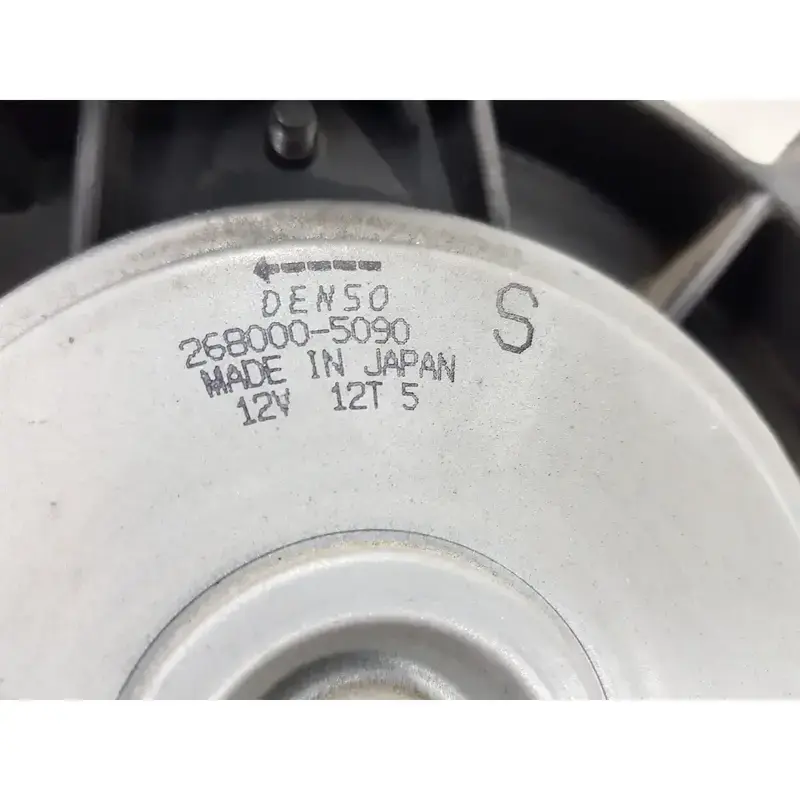 DENSO
268000-5090
S
MADE IN JAPAN
12V 12T 5